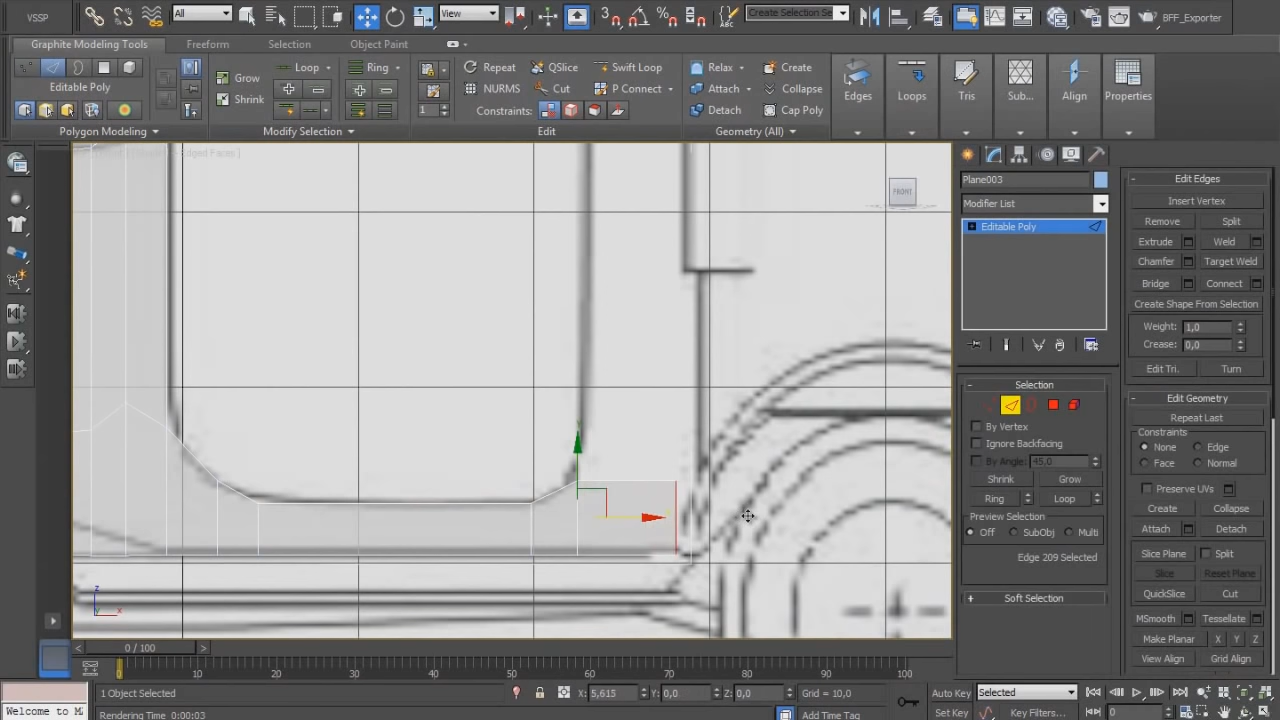 VSSP
All
View
Create Selection Se
BFF_Exporter
Graphite Modeling Tools
Freeform
Selection
Object Paint
Grow
Shrink
Loop
Ring
Repeat
QSlice
Swift Loop
NURMS
Cut
P Connect
Constraints:
1
Relax
Create
Attach
Collapse
Detach
Cap Poly
Edges
Loops
Tris
Sub...
Align
Properties
Editable Poly
Polygon Modeling
Modify Selection
Edit
Geometry (All)
Edged Faces ]
FRONT
Plane003
Modifier List
Editable Poly
Selection
By Vertex
Ignore Backfacing
By Angle:
45,0
Shrink
Grow
Ring
Loop
Preview Selection
Off
SubObj
Multi
Edge 209 Selected
Soft Selection
Edit Edges
Insert Vertex
Remove
Split
Extrude
Weld
Chamfer
Target Weld
Bridge
Connect
Create Shape From Selection
Weight:
1,0
Crease:
0,0
Edit Tri.
Turn
Edit Geometry
Repeat Last
Constraints
None
Edge
Face
Normal
Preserve UVs
Create
Collapse
Attach
Detach
Slice Plane
Split
Slice
Reset Plane
QuickSlice
Cut
MSmooth
Tessellate
Make Planar
X
Y
Z
View Align
Grid Align
z
y
x
0 / 100
0
10
20
30
40
50
60
70
80
90
100
Welcome to M
1 Object Selected
Rendering Time 0:00:03
X:
5,615
Y:
0,0
Z:
0,0
Grid = 10,0
Add Time Tag
Auto Key
Selected
Set Key
Key Filters...
0